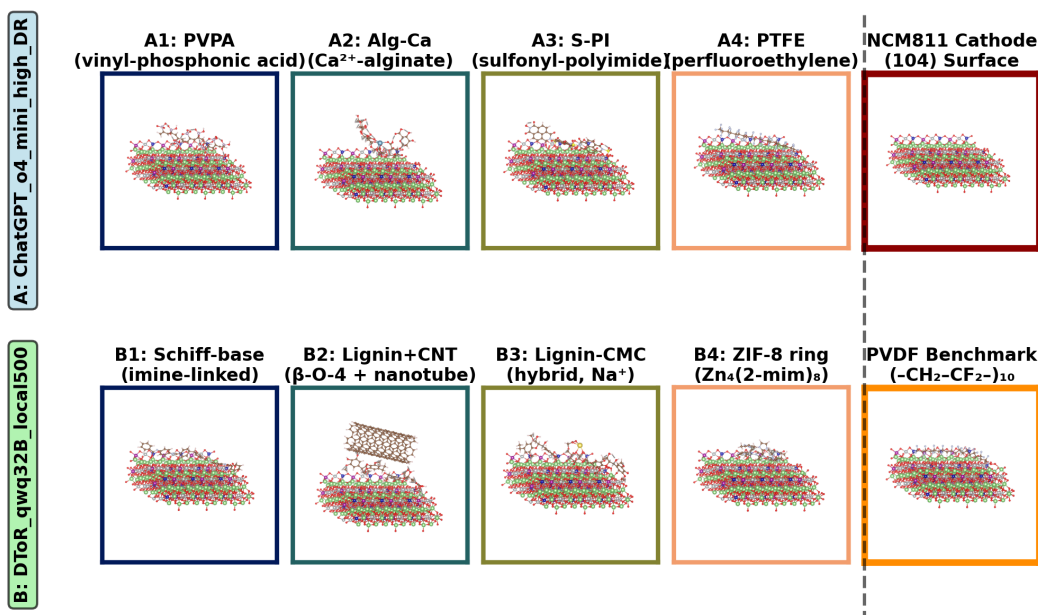 A: ChatGPT_o4_mini_high_DR
A1: PVPA
(vinyl-phosphonic acid)
A2: Alg-Ca
(Ca²⁺-alginate)
A3: S-PI
(sulfonyl-polyimide)
A4: PTFE
(perfluoroethylene)
NCM811 Cathode
(104) Surface
B: DToR_qwq32B_local500
B1: Schiff-base
(imine-linked)
B2: Lignin+CNT
(β-O-4 + nanotube)
B3: Lignin-CMC
(hybrid, Na⁺)
B4: ZIF-8 ring
(Zn₄(2-mim)₈)
PVDF Benchmark
(–CH₂–CF₂–)₁₀